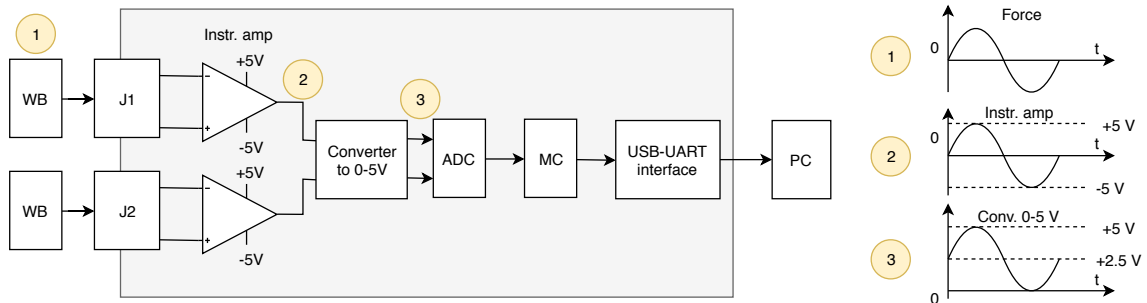 1
WB
J1
Instr. amp
+5V
-
+
-5V
2
3
WB
J2
+5V
-
+
-5V
Converter
to 0-5V
ADC
MC
USB-UART
interface
PC
1
Force
0
t
2
Instr. amp
0
+5 V
t
-5 V
3
Conv. 0-5 V
+5 V
+2.5 V
0
t